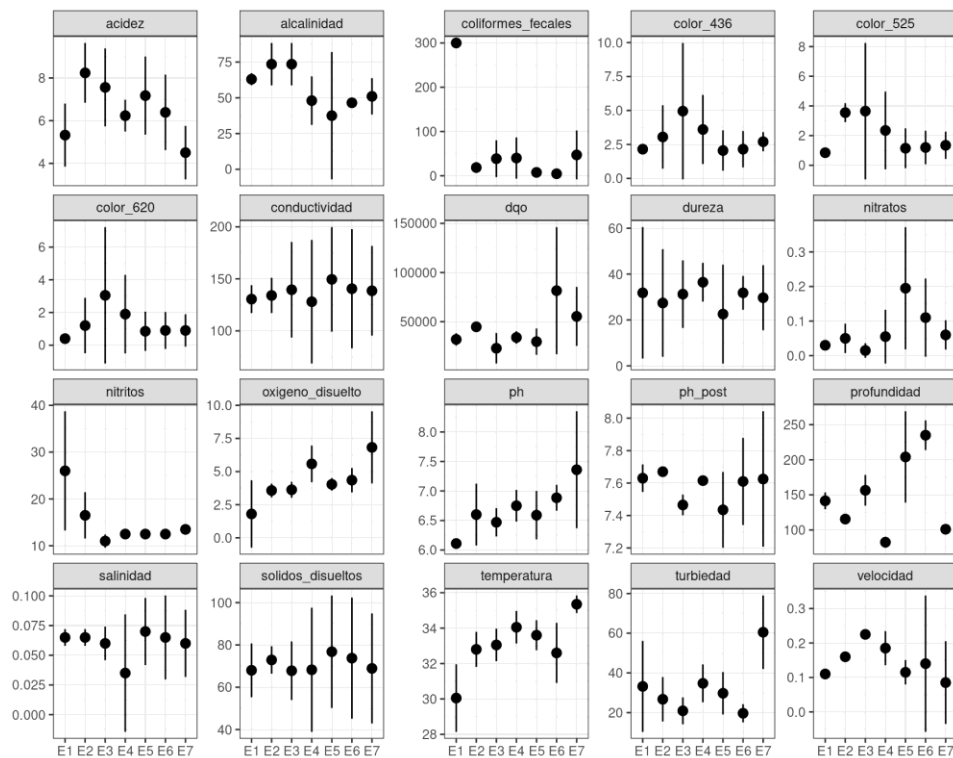 acidez alcalinidad coliformes_fecales color_436 color_525
8 6 4
75 50 25 0
300 200 100 0
10.0 7.5 5.0 2.5 0.0
8 6 4 2 0
color_620 conductividad dqo dureza nitratos
6 4 2 0
200 150 100
150000 100000 50000
60 40 20 0
0.3 0.2 0.1 0.0
nitritos oxigeno_disuelto ph ph_post profundidad
40 30 20 10
10.0 7.5 5.0 2.5 0.0
8.0 7.5 7.0 6.5 6.0
8.0 7.8 7.6 7.4 7.2
250 200 150 100
salinidad solidos_disueltos temperatura turbiedad velocidad
0.100 0.075 0.050 0.025 0.000
100 80 60 40
36 34 32 30 28
80 60 40 20
0.3 0.2 0.1 0.0
E1 E2 E3 E4 E5 E6 E7 E1 E2 E3 E4 E5 E6 E7 E1 E2 E3 E4 E5 E6 E7 E1 E2 E3 E4 E5 E6 E7 E1 E2 E3 E4 E5 E6 E7